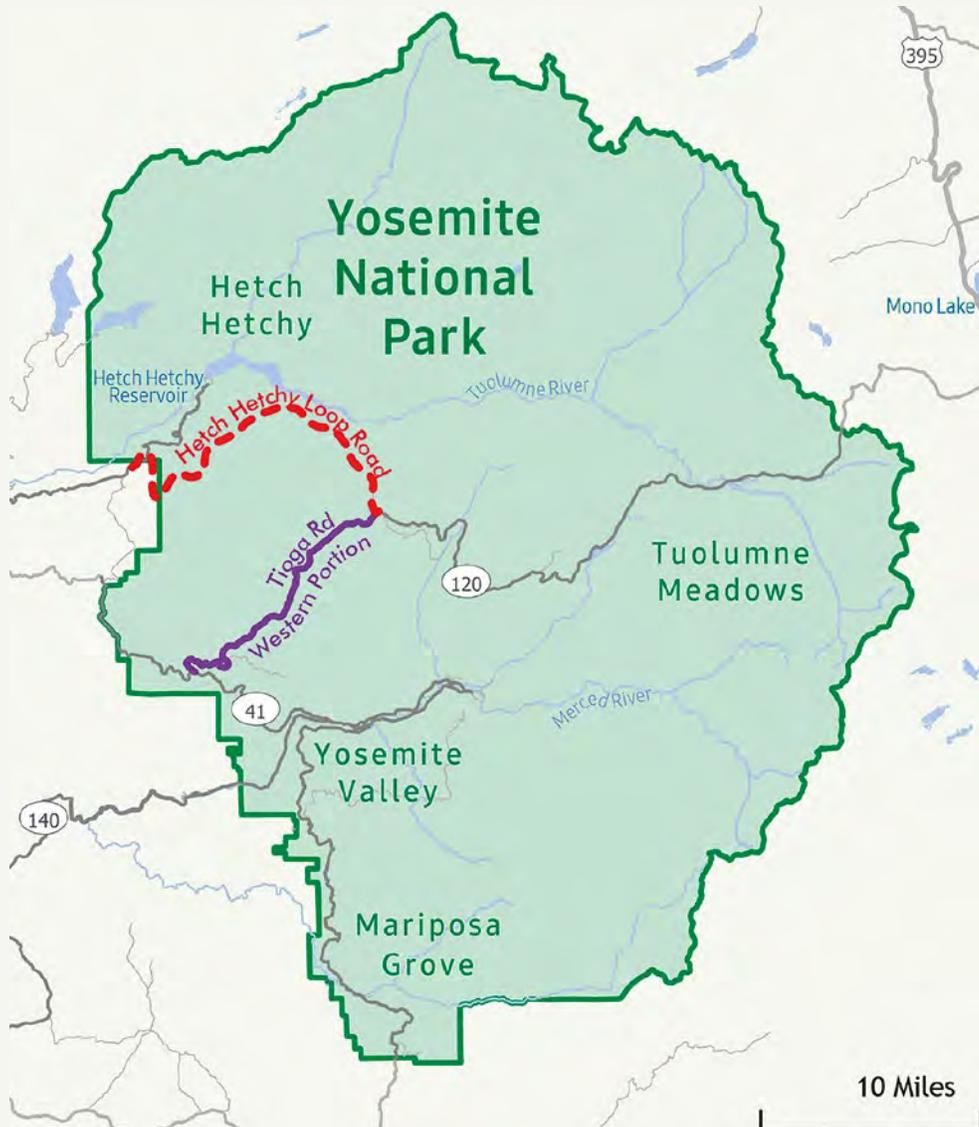 395
Yosemite
National
Park
Hetch
Hetchy
Mono Lake
Hetch Hetchy
Reservoir
Tuolumne River
Hetch Hetchy Loop Road
Tioga Rd
Western Portion
120
Tuolumne
Meadows
41
Merced River
Yosemite
Valley
140
Mariposa
Grove
10 Miles